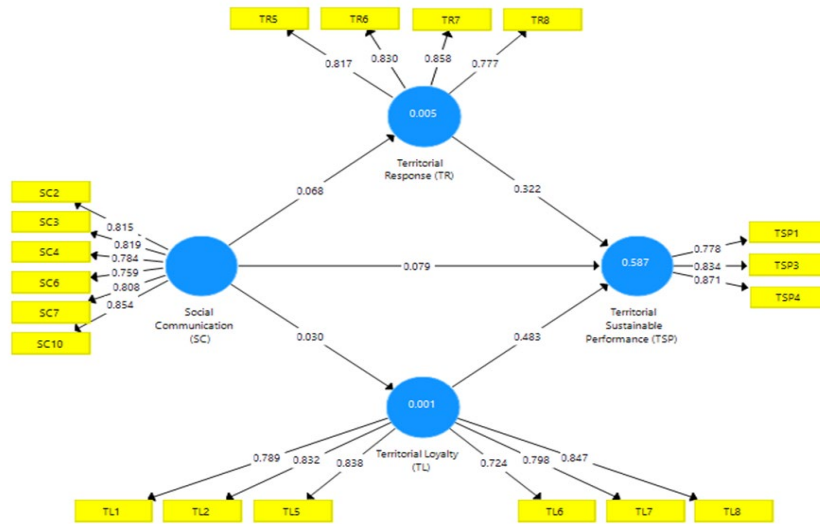 TR5
TR6
TR7
TR8
0.817
0.830
0.858
0.777
0.005
Territorial
Response (TR)
0.068
0.322
SC2
SC3
SC4
SC6
SC7
SC10
0.815
0.819
0.784
0.759
0.808
0.854
Social
Communication
(SC)
0.079
0.587
Territorial
Sustainable
Performance (TSP)
0.778
0.834
0.871
TSP1
TSP3
TSP4
0.030
0.483
0.001
Territorial Loyalty
(TL)
0.789
0.832
0.838
0.724
0.798
0.847
TL1
TL2
TL5
TL6
TL7
TL8